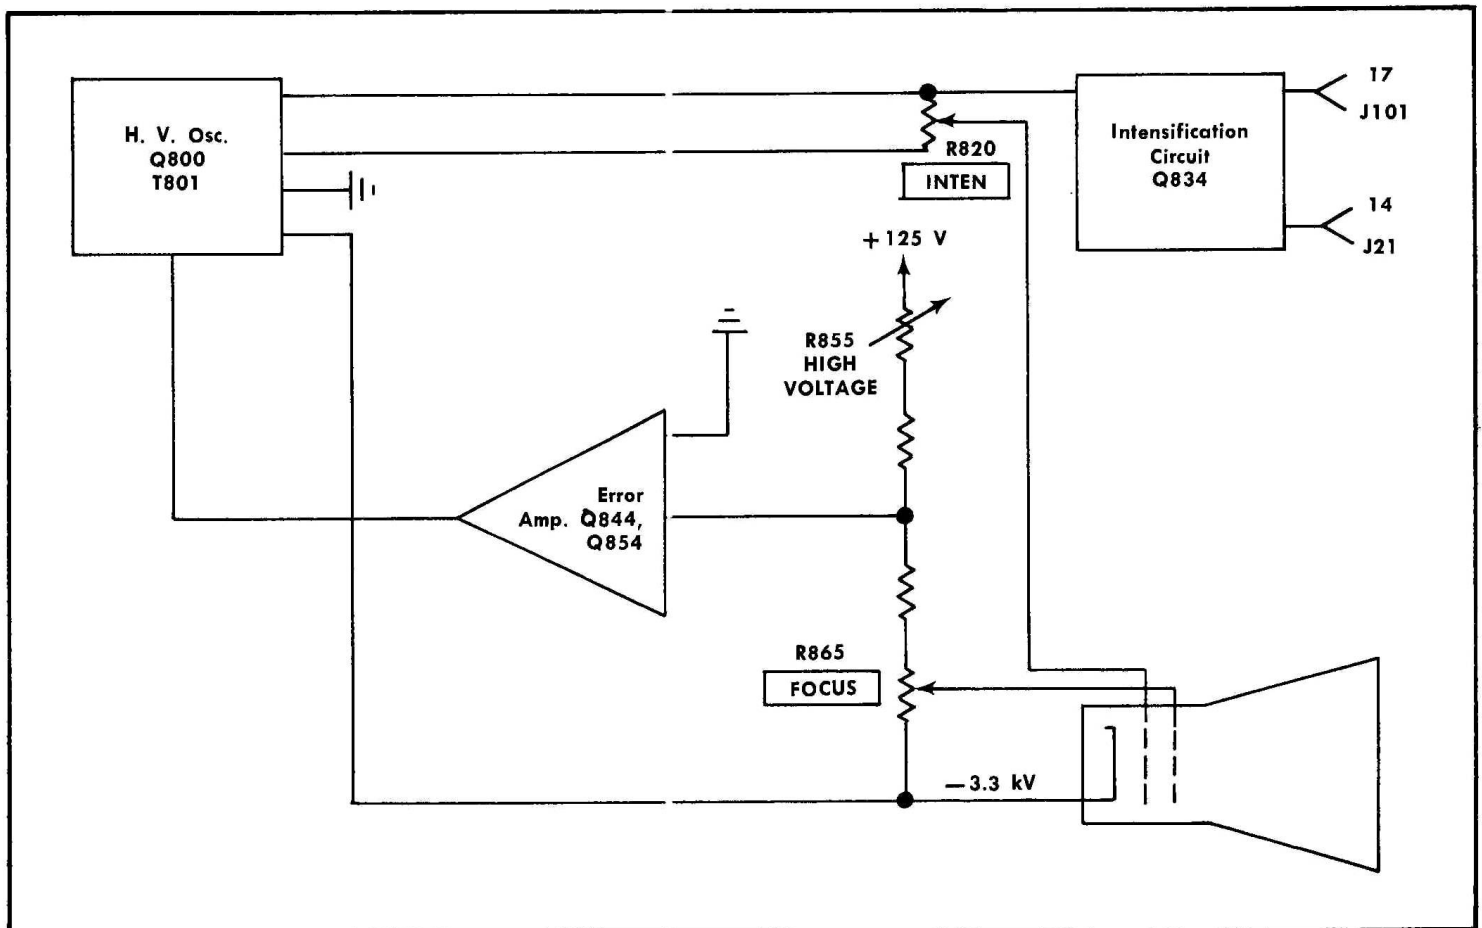 H. V. Osc.
Q800
T801
R820
INTEN
Intensification
Circuit
Q834
17
J101
14
J21
+125 V
R855
HIGH
VOLTAGE
Error
Amp. Q844,
Q854
R865
FOCUS
—3.3 kV